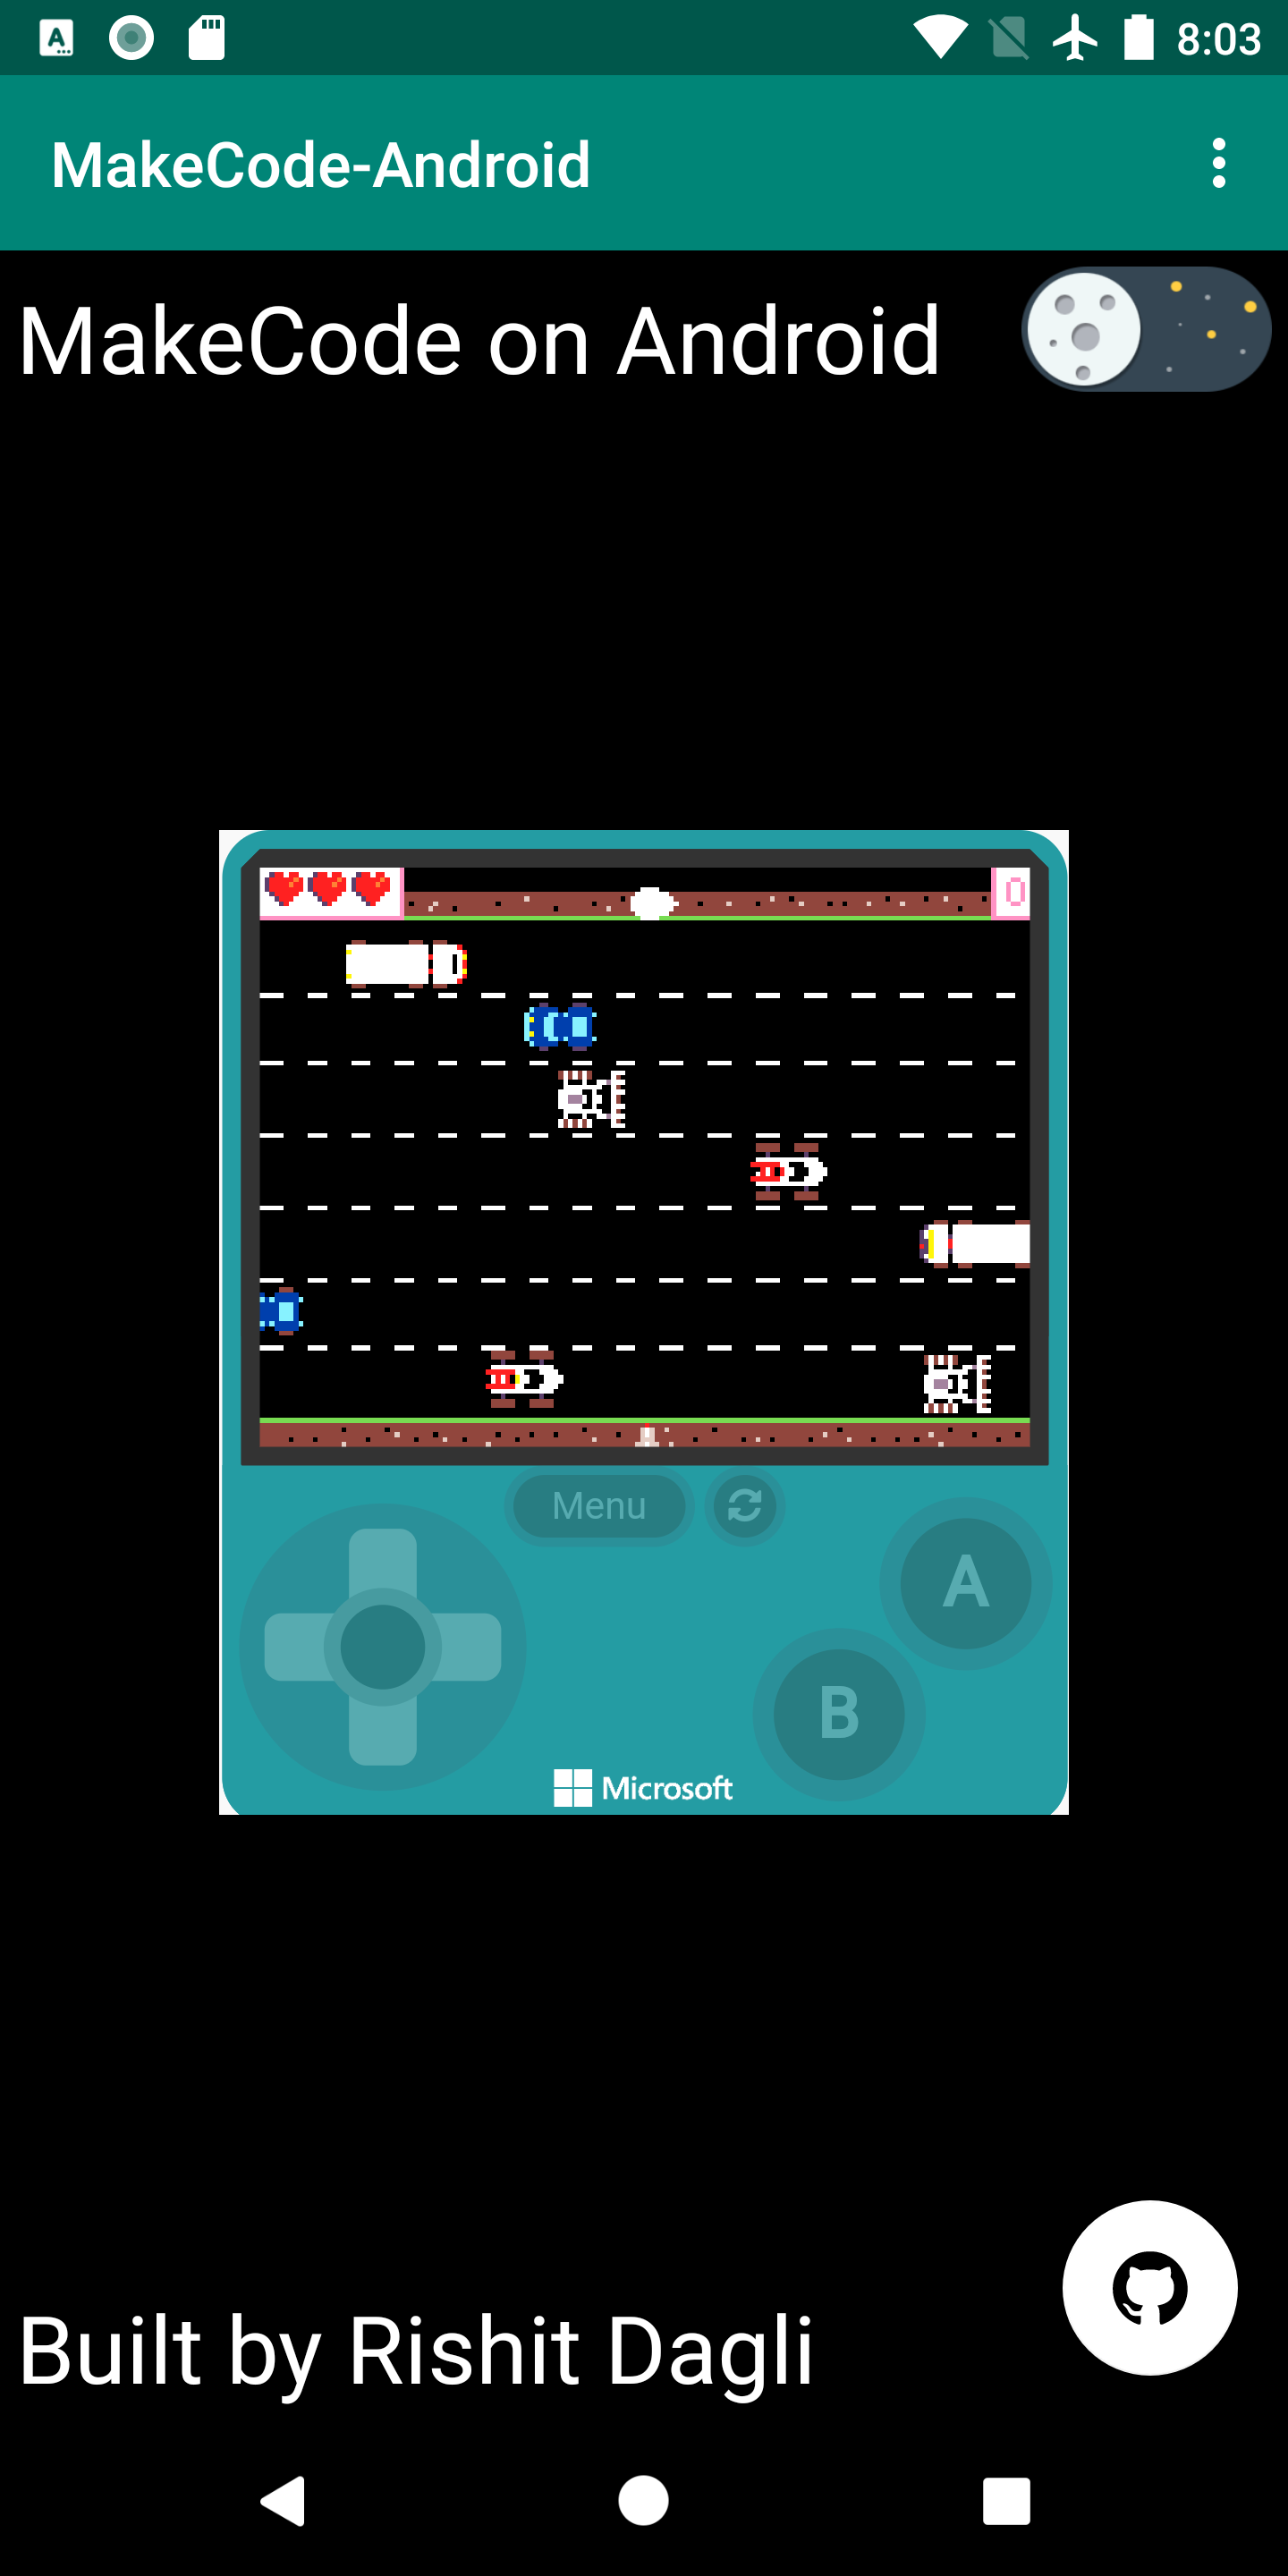 8:03
MakeCode-Android
MakeCode on Android
0
Menu
A
B
Microsoft
Built by Rishit Dagli